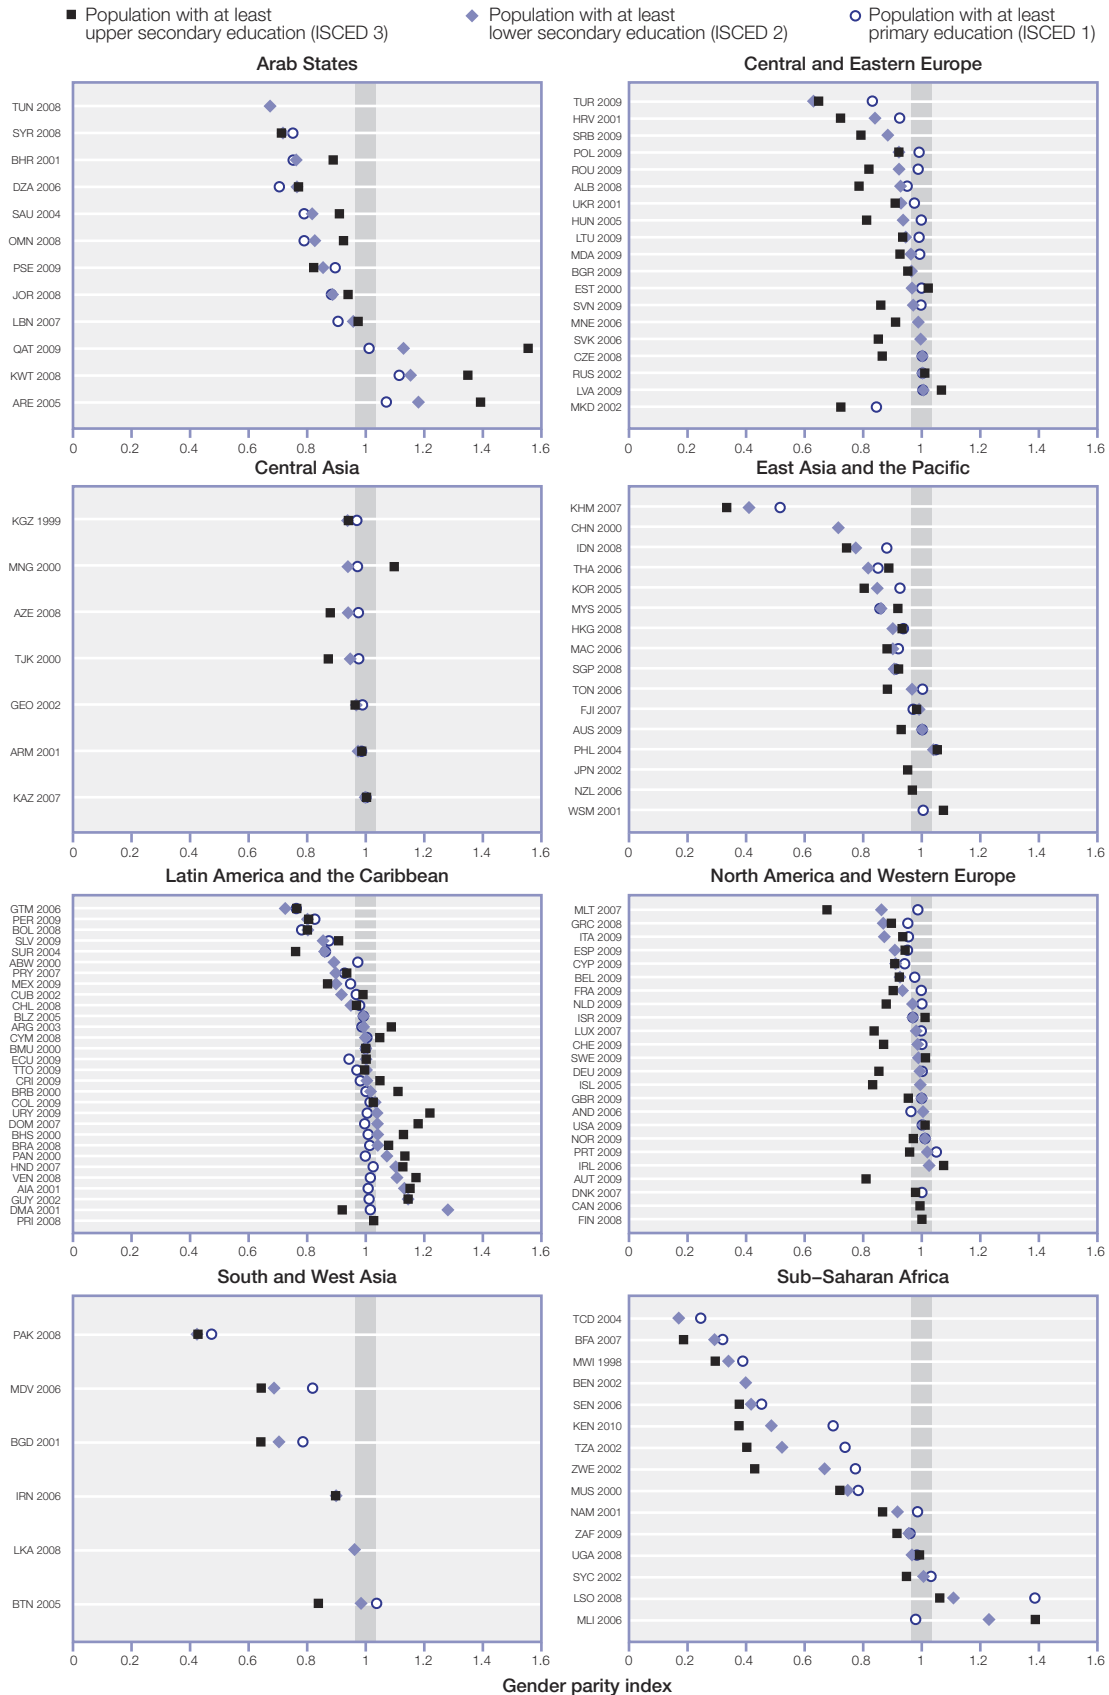 Population with at least
upper secondary education (ISCED 3)
Population with at least
lower secondary education (ISCED 2)
Population with at least
primary education (ISCED 1)
Arab States
TUN 2008
SYR 2008
BHR 2001
DZA 2006
SAU 2004
OMN 2008
PSE 2009
JOR 2008
LBN 2007
QAT 2009
KWT 2008
ARE 2005
0 0.2 0.4 0.6 0.8 1 1.2 1.4 1.6
Central and Eastern Europe
TUR 2009
HRV 2001
SRB 2009
POL 2009
ROU 2009
ALB 2008
UKR 2001
HUN 2005
LTU 2009
MDA 2009
BGR 2009
EST 2000
SVN 2009
MNE 2006
SVK 2006
CZE 2008
RUS 2002
LVA 2009
MKD 2002
0 0.2 0.4 0.6 0.8 1 1.2 1.4 1.6
Central Asia
KGZ 1999
MNG 2000
AZE 2008
TJK 2000
GEO 2002
ARM 2001
KAZ 2007
0 0.2 0.4 0.6 0.8 1 1.2 1.4 1.6
East Asia and the Pacific
KHM 2007
CHN 2000
IDN 2008
THA 2006
KOR 2005
MYS 2005
HKG 2008
MAC 2006
SGP 2008
TON 2006
FJI 2007
AUS 2009
PHL 2004
JPN 2002
NZL 2006
WSM 2001
0 0.2 0.4 0.6 0.8 1 1.2 1.4 1.6
Latin America and the Caribbean
GTM 2006
PER 2009
BOL 2008
SLV 2009
SUR 2004
ABW 2000
PRY 2007
MEX 2009
CUB 2002
CHL 2008
BLZ 2005
ARG 2003
CYM 2008
BMU 2000
ECU 2009
TTO 2009
CRI 2009
BRB 2000
COL 2009
URY 2009
DOM 2007
BHS 2000
BRA 2008
PAN 2000
HND 2007
VEN 2008
AIA 2001
GUY 2002
DMA 2001
PRI 2008
0 0.2 0.4 0.6 0.8 1 1.2 1.4 1.6
North America and Western Europe
MLT 2007
GRC 2008
ITA 2009
ESP 2009
CYP 2009
BEL 2009
FRA 2009
NLD 2009
ISR 2009
LUX 2007
CHE 2009
SWE 2009
DEU 2009
ISL 2005
GBR 2009
AND 2006
USA 2009
NOR 2009
PRT 2009
IRL 2006
AUT 2009
DNK 2007
CAN 2006
FIN 2008
0 0.2 0.4 0.6 0.8 1 1.2 1.4 1.6
South and West Asia
PAK 2008
MDV 2006
BGD 2001
IRN 2006
LKA 2008
BTN 2005
0 0.2 0.4 0.6 0.8 1 1.2 1.4 1.6
Sub–Saharan Africa
TCD 2004
BFA 2007
MWI 1998
BEN 2002
SEN 2006
KEN 2010
TZA 2002
ZWE 2002
MUS 2000
NAM 2001
ZAF 2009
UGA 2008
SYC 2002
LSO 2008
MLI 2006
0 0.2 0.4 0.6 0.8 1 1.2 1.4 1.6
Gender parity index